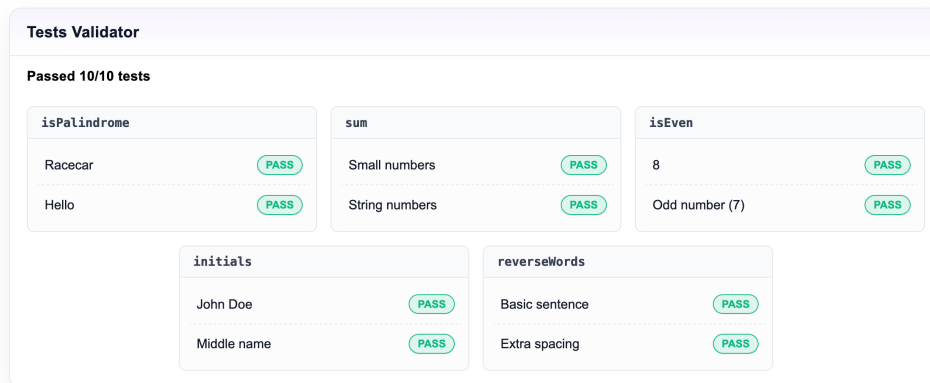 Tests Validator
Passed 10/10 tests
isPalindrome
Racecar PASS
Hello PASS
sum
Small numbers PASS
String numbers PASS
isEven
8 PASS
Odd number (7) PASS
initials
John Doe PASS
Middle name PASS
reverseWords
Basic sentence PASS
Extra spacing PASS